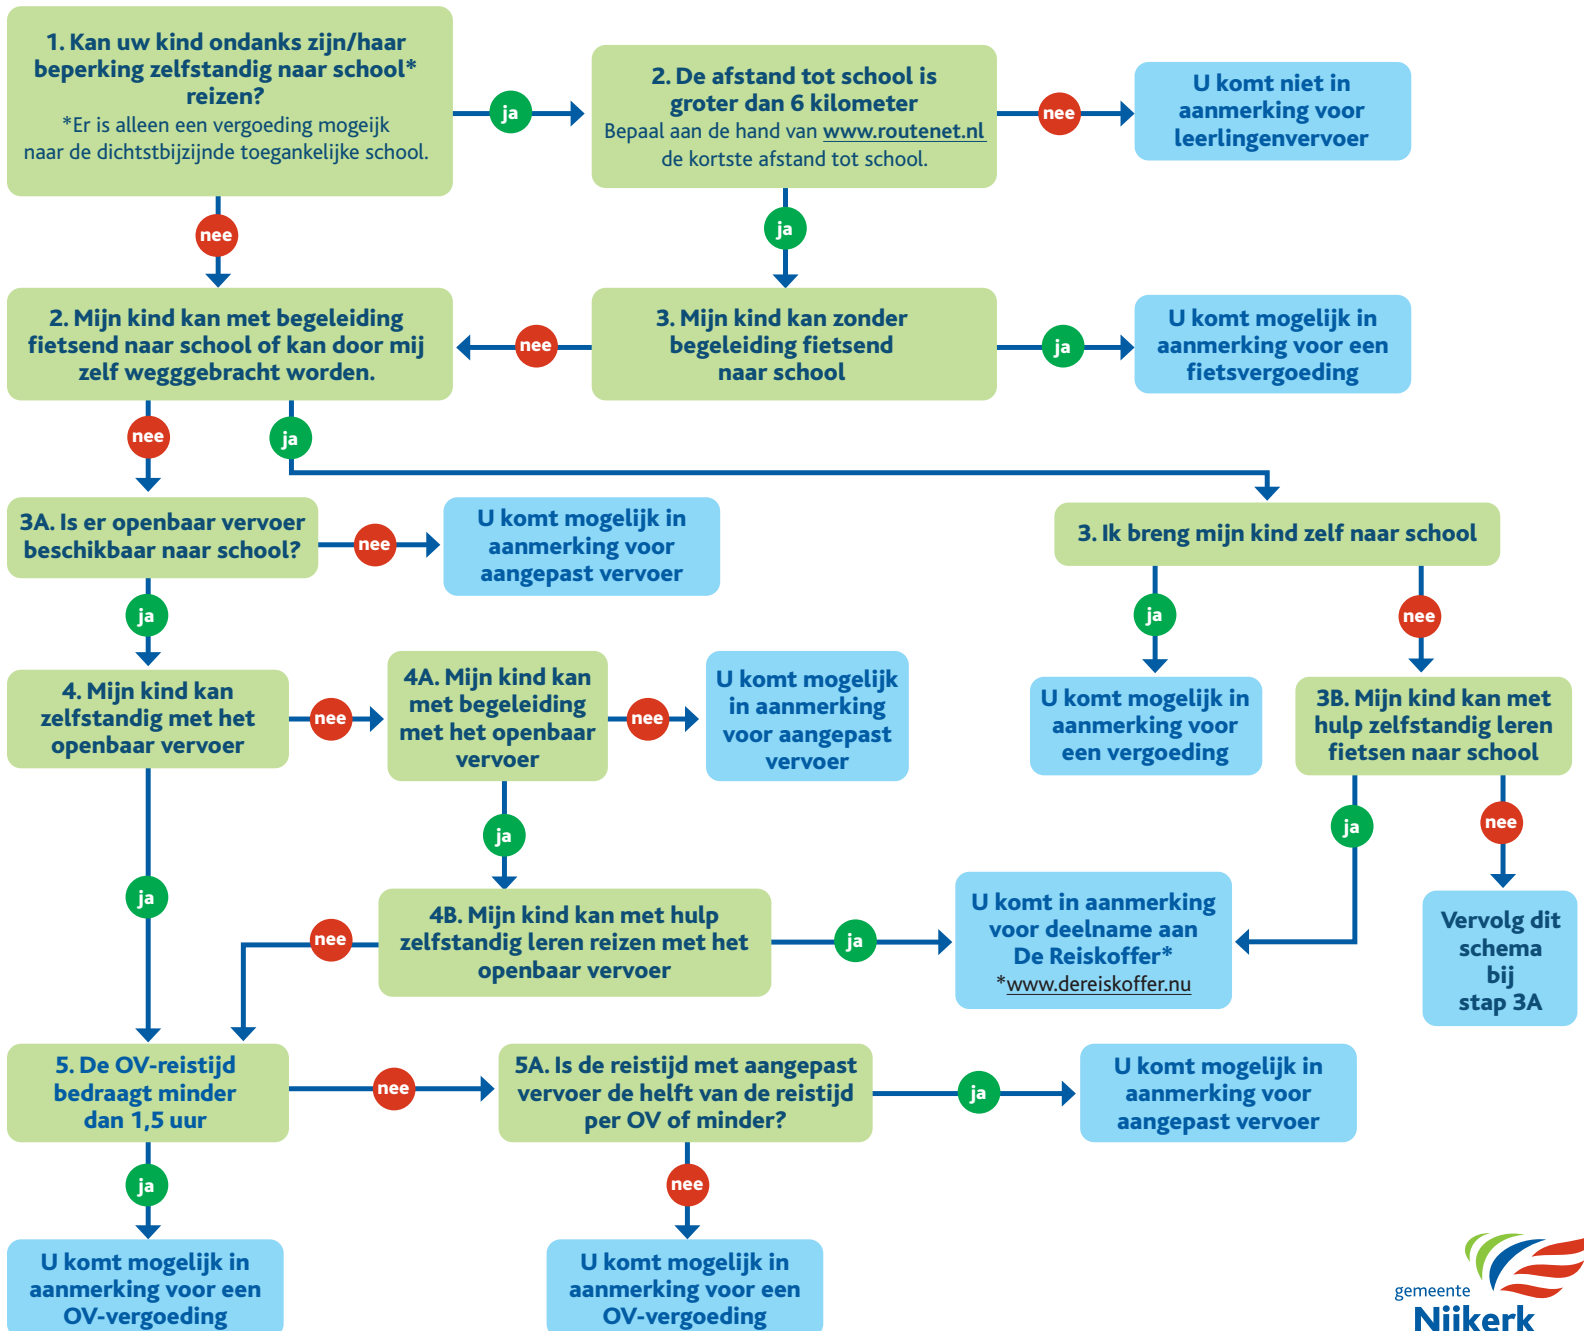 1. Kan uw kind ondanks zijn/haar
beperking zelfstandig naar school*
reizen?
*Er is alleen een vergoeding mogeijk
naar de dichtstbijzijnde toegankelijke school.
ja
2. De afstand tot school is
groter dan 6 kilometer
Bepaal aan de hand van www.routenet.nl
de kortste afstand tot school.
nee
U komt niet in
aanmerking voor
leerlingenvervoer
nee
ja
2. Mijn kind kan met begeleiding
fietsend naar school of kan door mij
zelf wegggebracht worden.
nee
3. Mijn kind kan zonder
begeleiding fietsend
naar school
ja
U komt mogelijk in
aanmerking voor een
fietsvergoeding
nee
ja
3A. Is er openbaar vervoer
beschikbaar naar school?
nee
U komt mogelijk in
aanmerking voor
aangepast vervoer
3. Ik breng mijn kind zelf naar school
ja
ja
nee
4. Mijn kind kan
zelfstandig met het
openbaar vervoer
nee
4A. Mijn kind kan
met begeleiding
met het openbaar
vervoer
nee
U komt mogelijk
in aanmerking
voor aangepast
vervoer
U komt mogelijk in
aanmerking voor
een vergoeding
3B. Mijn kind kan met
hulp zelfstandig leren
fietsen naar school
ja
ja
ja
nee
nee
4B. Mijn kind kan met hulp
zelfstandig leren reizen met het
openbaar vervoer
ja
U komt in aanmerking
voor deelname aan
De Reiskoffer*
*www.dereiskoffer.nu
Vervolg dit
schema
bij
stap 3A
5. De OV-reistijd
bedraagt minder
dan 1,5 uur
nee
5A. Is de reistijd met aangepast
vervoer de helft van de reistijd
per OV of minder?
ja
U komt mogelijk in
aanmerking voor
aangepast vervoer
ja
nee
U komt mogelijk in
aanmerking voor een
OV-vergoeding
U komt mogelijk in
aanmerking voor een
OV-vergoeding
gemeente
Nijkerk